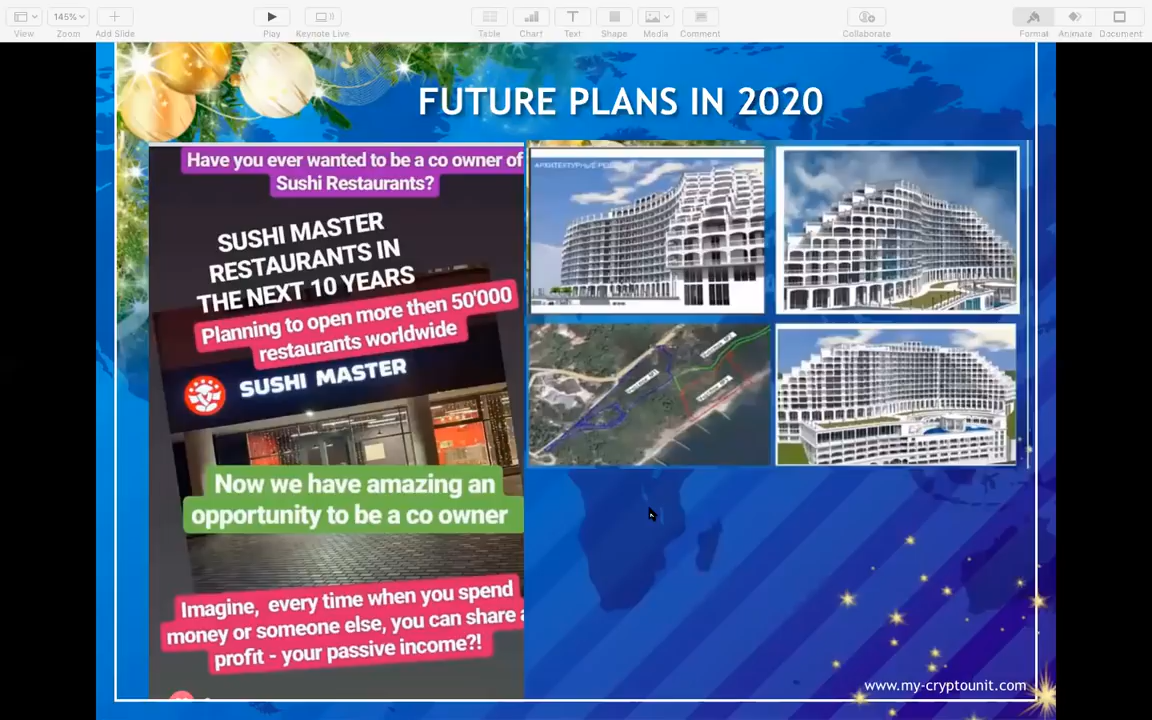 145%
View
Zoom
Add Slide
Play
Keynote Live
Table
Chart
Text
Shape
Media
Comment
Collaborate
Format
Animate
Document
FUTURE PLANS IN 2020
Have you ever wanted to be a co owner of
Sushi Restaurants?
SUSHI MASTER
RESTAURANTS IN
THE NEXT 10 YEARS
Planning to open more then 50'000
restaurants worldwide
SUSHI MASTER
Now we have amazing an
opportunity to be a co owner
Imagine, every time when you spend
money or someone else, you can share a
profit - your passive income?!
www.my-cryptounit.com